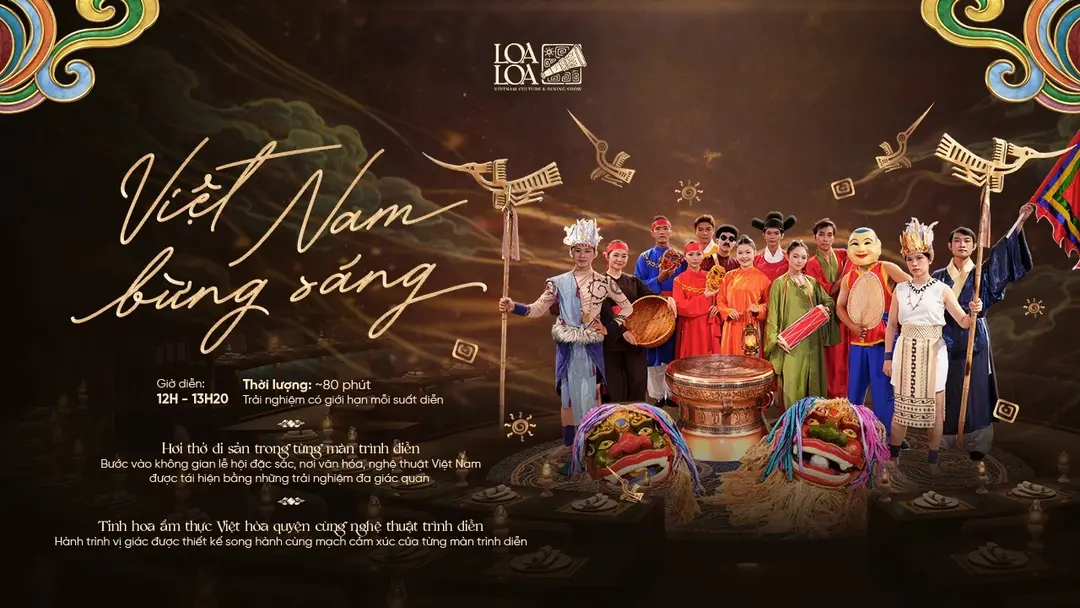 LOA
LOA
VIETNAM CULTURE & DINING SHOW
Việt Nam
bừng sáng
Giờ diễn:
12H - 13H20
Thời lượng: ~80 phút
Trải nghiệm có giới hạn mỗi suất diễn
Hơi thở di sản trong từng màn trình diễn
Bước vào không gian lễ hội đặc sắc, nơi văn hóa, nghệ thuật Việt Nam
được tái hiện bằng những trải nghiệm đa giác quan
Tinh hoa ẩm thực Việt hòa quyện cùng nghệ thuật trình diễn
Hành trình vị giác được thiết kế song hành cùng mạch cảm xúc của từng màn trình diễn